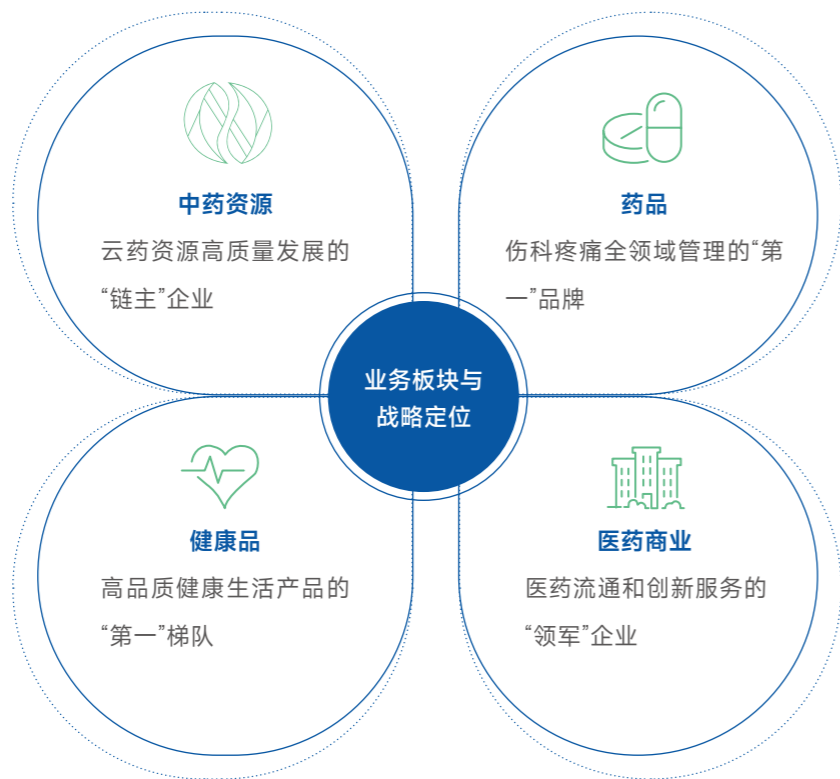 中药资源
云药资源高质量发展的
“链主”企业
药品
伤科疼痛全领域管理的“第
一”品牌
业务板块与
战略定位
健康品
高品质健康生活产品的
“第一”梯队
医药商业
医药流通和创新服务的
“领军”企业